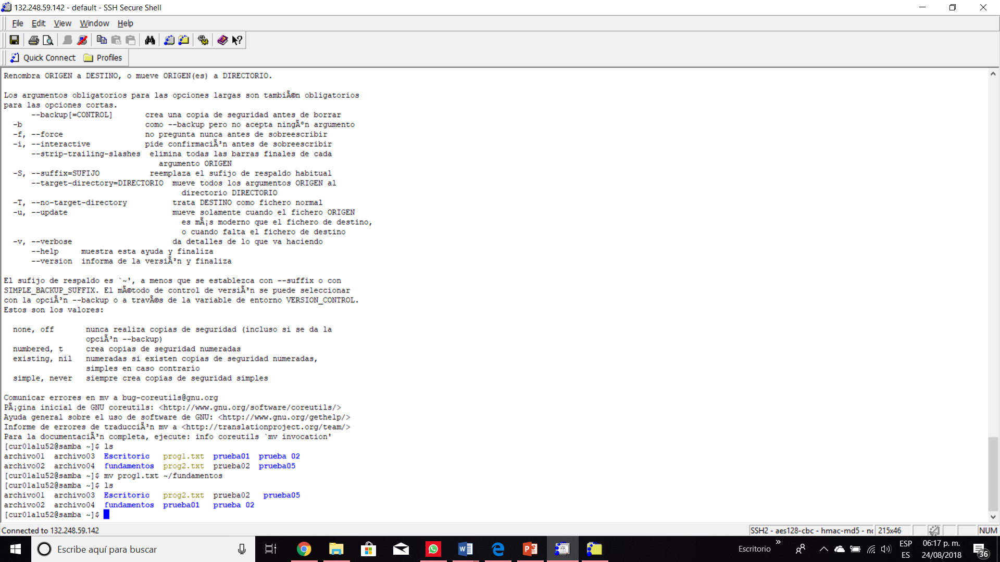 132.248.59.142 - default - SSH Secure Shell
File Edit View Window Help
Quick Connect Profiles
Renombra ORIGEN a DESTINO, o mueve ORIGEN(es) a DIRECTORIO.
Los argumentos obligatorios para las opciones largas son tambiÃ©n obligatorios
para las opciones cortas.
--backup[=CONTROL] crea una copia de seguridad antes de borrar
-b como --backup pero no acepta ningÃºn argumento
-f, --force no pregunta nunca antes de sobreescribir
-i, --interactive pide confirmaciÃ³n antes de sobreescribir
--strip-trailing-slashes elimina todas las barras finales de cada
argumento ORIGEN
-S, --suffix=SUFIJO reemplaza el sufijo de respaldo habitual
--target-directory=DIRECTORIO mueve todos los argumentos ORIGEN al
directorio DIRECTORIO
-T, --no-target-directory trata DESTINO como fichero normal
-u, --update mueve solamente cuando el fichero ORIGEN
es mÃ¡s moderno que el fichero de destino,
o cuando falta el fichero de destino
-v, --verbose da detalles de lo que va haciendo
--help muestra esta ayuda y finaliza
--version informa de la versiÃ³n y finaliza
El sufijo de respaldo es `~', a menos que se establezca con --suffix o con
SIMPLE_BACKUP_SUFFIX. El mÃ©todo de control de versiÃ³n se puede seleccionar
con la opciÃ³n --backup o a travÃ©s de la variable de entorno VERSION_CONTROL.
Estos son los valores:
none, off nunca realiza copias de seguridad (incluso si se da la
opciÃ³n --backup)
numbered, t crea copias de seguridad numeradas
existing, nil numeradas si existen copias de seguridad numeradas,
simples en caso contrario
simple, never siempre crea copias de seguridad simples
Comunicar errores en mv a bug-coreutils@gnu.org
PÃ¡gina inicial de GNU coreutils: <http://www.gnu.org/software/coreutils/>
Ayuda general sobre el uso de software de GNU: <http://www.gnu.org/gethelp/>
Informe de errores de traducciÃ³n mv a <http://translationproject.org/team/>
Para la documentaciÃ³n completa, ejecute: info coreutils `mv invocation'
[cur01alu52@samba ~]$ ls
archivo01 archivo03 Escritorio prog1.txt prueba01 prueba 02
archivo02 archivo04 fundamentos prog2.txt prueba02 prueba05
[cur01alu52@samba ~]$ mv prog1.txt ~/fundamentos
[cur01alu52@samba ~]$ ls
archivo01 archivo03 Escritorio prog2.txt prueba02 prueba05
archivo02 archivo04 fundamentos prueba01 prueba 02
[cur01alu52@samba ~]$
Connected to 132.248.59.142 SSH2 - aes128-cbc - hmac-md5 - 215x46 NUM
Escribe aquí para buscar
Escritorio
ESP
ES
06:17 p. m.
24/08/2018
36